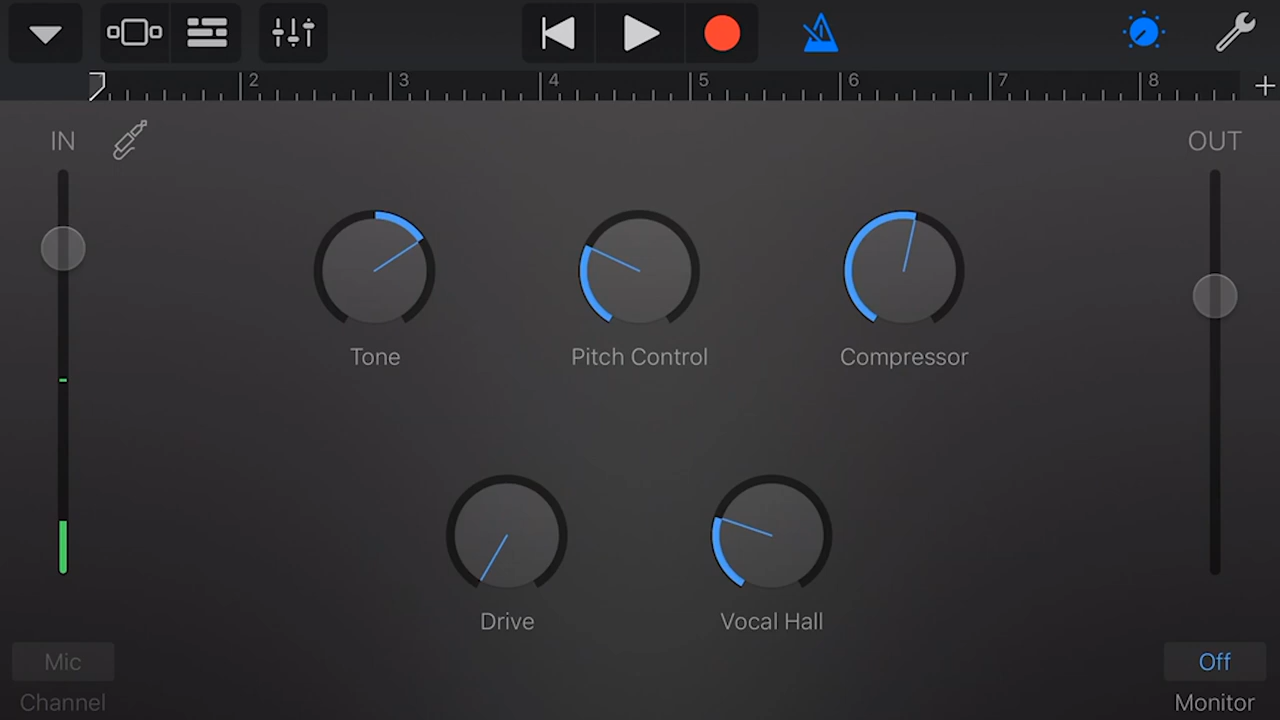 2 3 4 5 6 7 8
IN
OUT
Tone
Pitch Control
Compressor
Drive
Vocal Hall
Mic
Channel
Off
Monitor